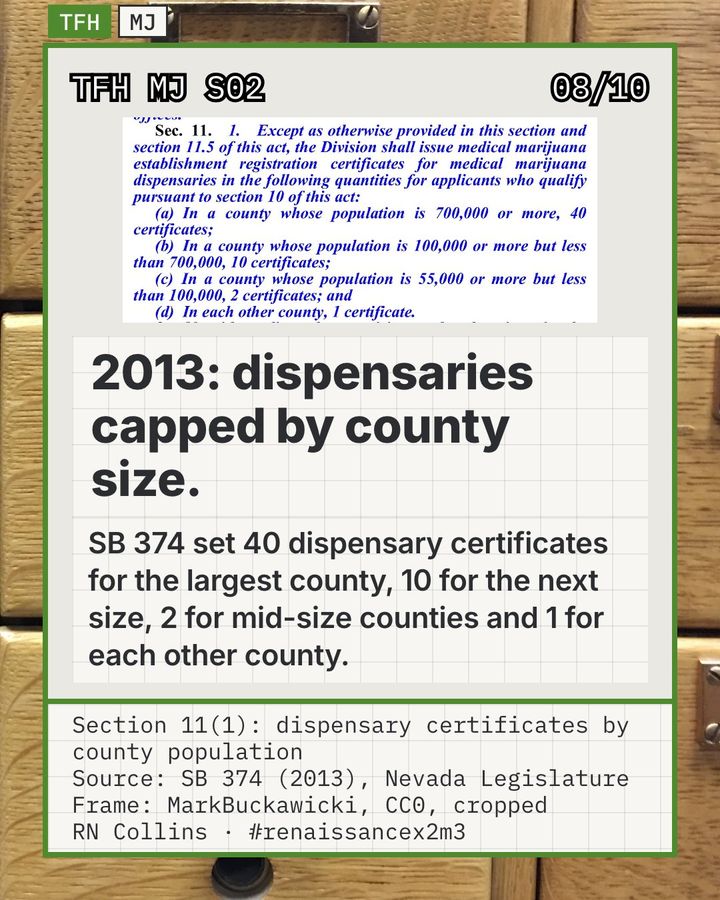 TFH MJ
TFH MJ S02 08/10
offices.
Sec. 11. 1. Except as otherwise provided in this section and
section 11.5 of this act, the Division shall issue medical marijuana
establishment registration certificates for medical marijuana
dispensaries in the following quantities for applicants who qualify
pursuant to section 10 of this act:
(a) In a county whose population is 700,000 or more, 40
certificates;
(b) In a county whose population is 100,000 or more but less
than 700,000, 10 certificates;
(c) In a county whose population is 55,000 or more but less
than 100,000, 2 certificates; and
(d) In each other county, 1 certificate.
2013: dispensaries
capped by county
size.
SB 374 set 40 dispensary certificates
for the largest county, 10 for the next
size, 2 for mid-size counties and 1 for
each other county.
Section 11(1): dispensary certificates by
county population
Source: SB 374 (2013), Nevada Legislature
Frame: MarkBuckawicki, CC0, cropped
RN Collins · #renaissancex2m3